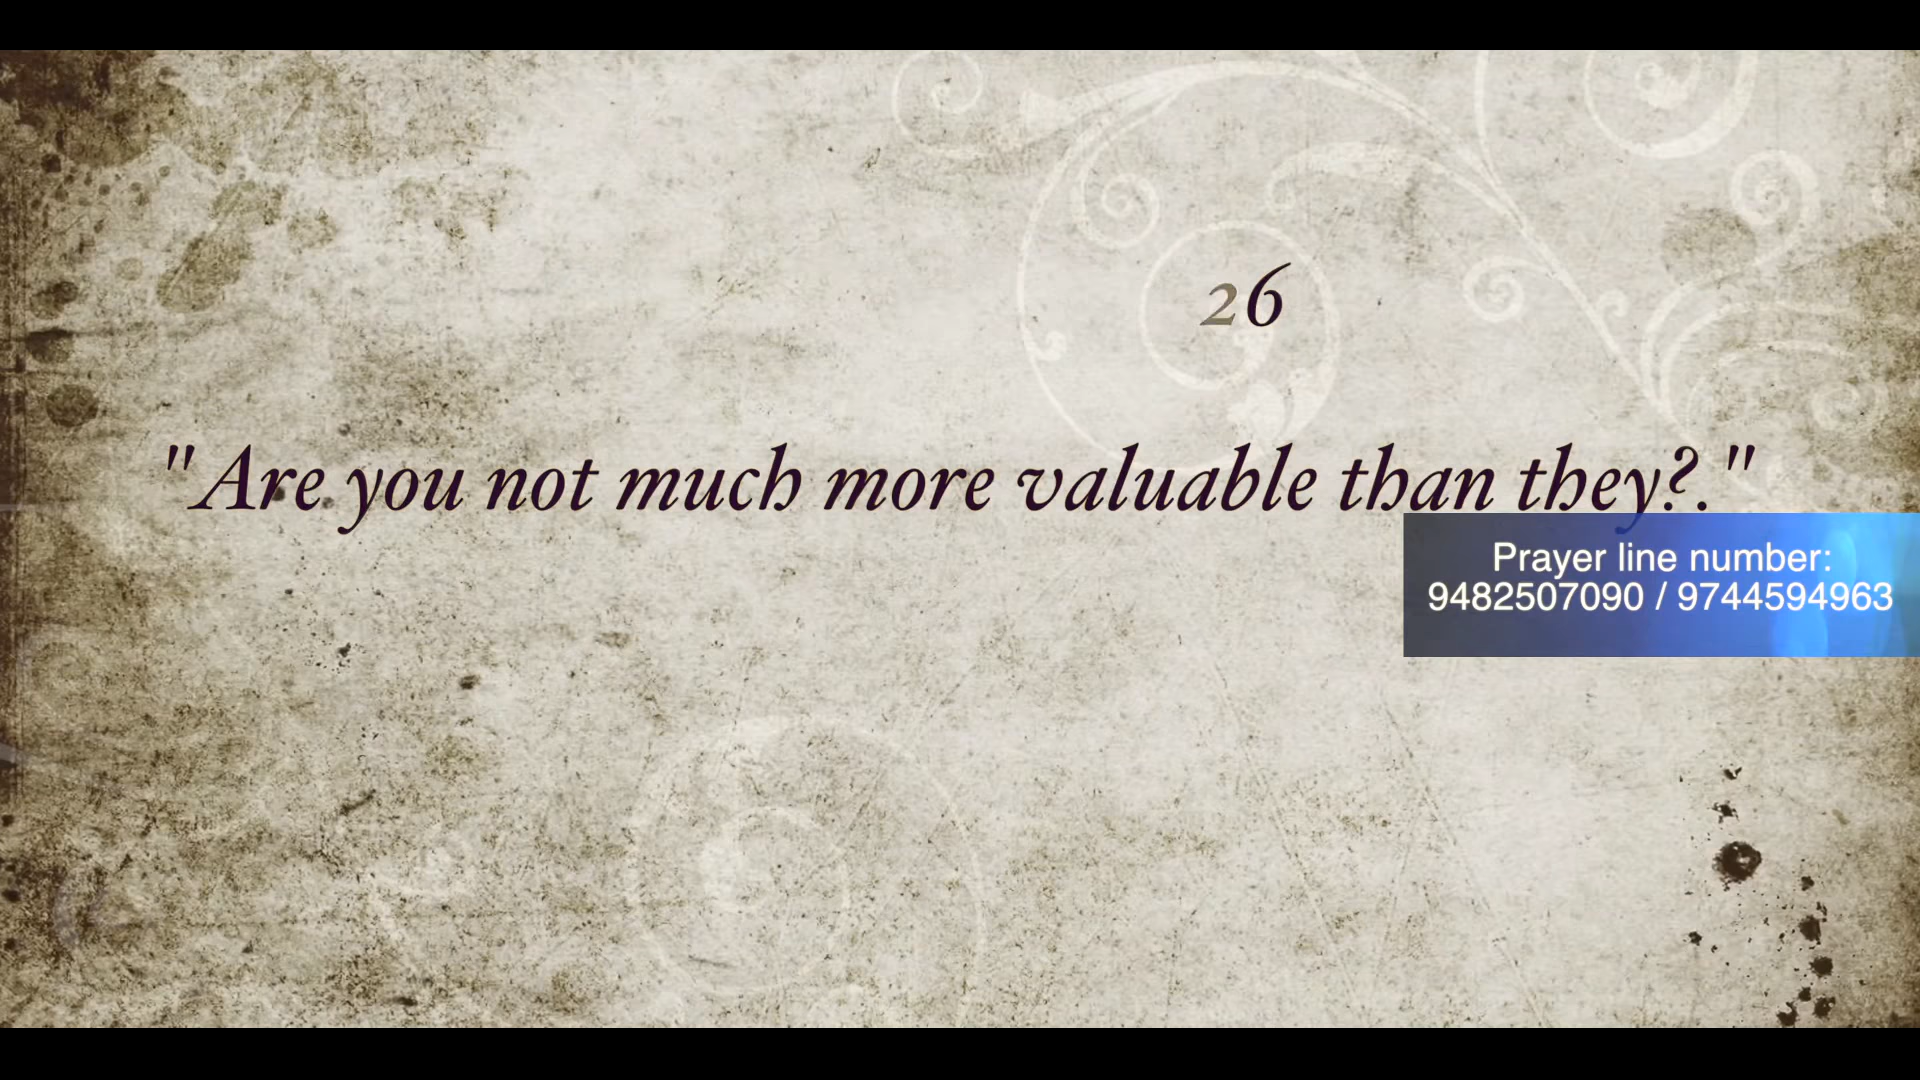 26
"Are you not much more valuable than they?."
Prayer line number:
9482507090 / 9744594963